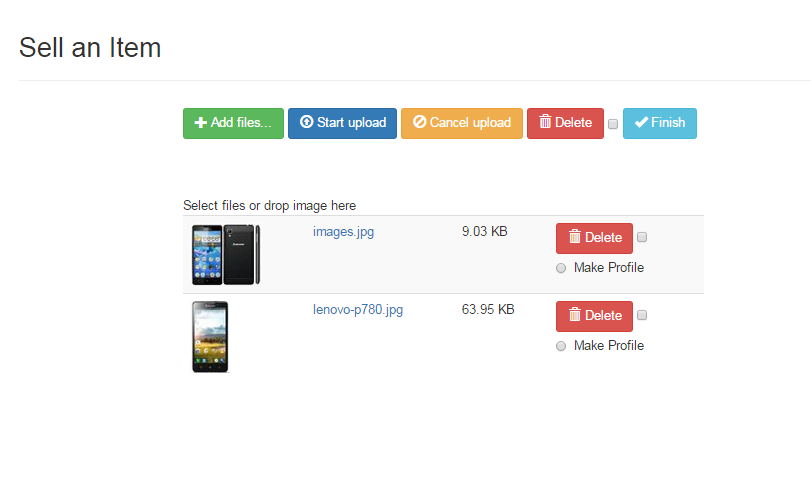 Sell an Item
Add files... Start upload Cancel upload Delete Finish
Select files or drop image here
images.jpg 9.03 KB Delete
Make Profile
lenovo-p780.jpg 63.95 KB Delete
Make Profile